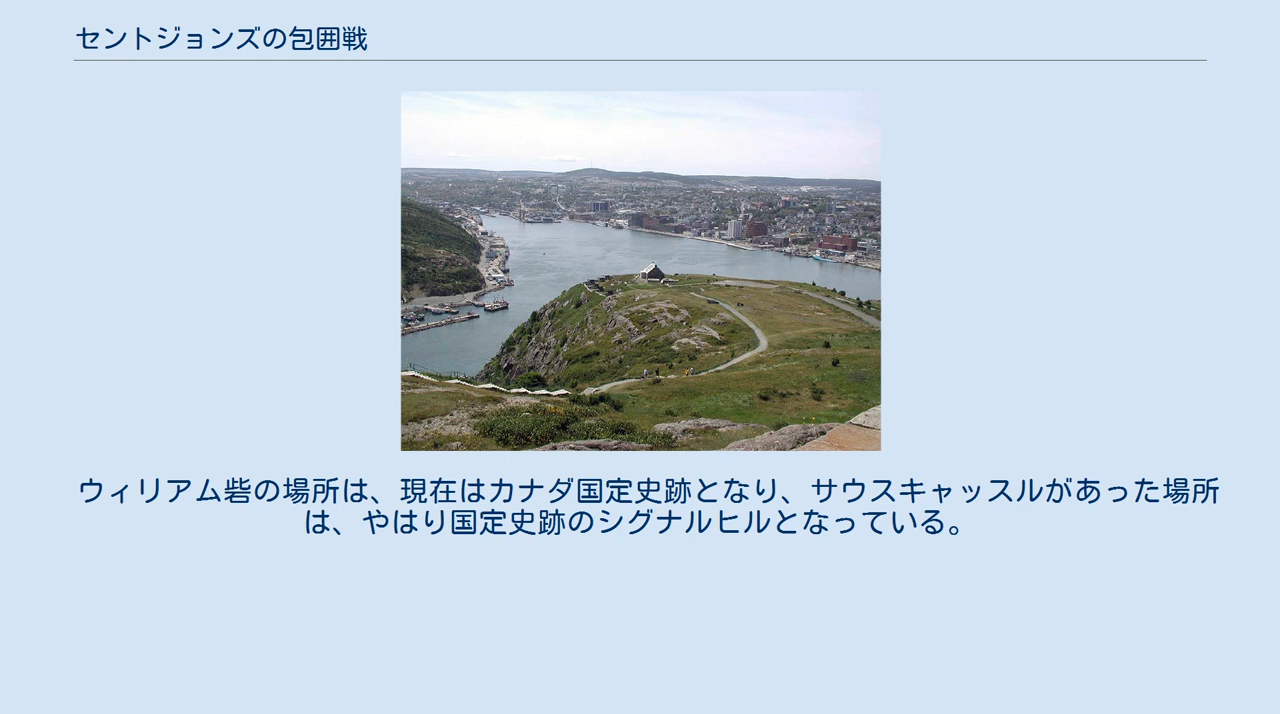 セントジョンズの包囲戦
ウィリアム砦の場所は、現在はカナダ国定史跡となり、サウスキャッスルがあった場所
は、やはり国定史跡のシグナルヒルとなっている。